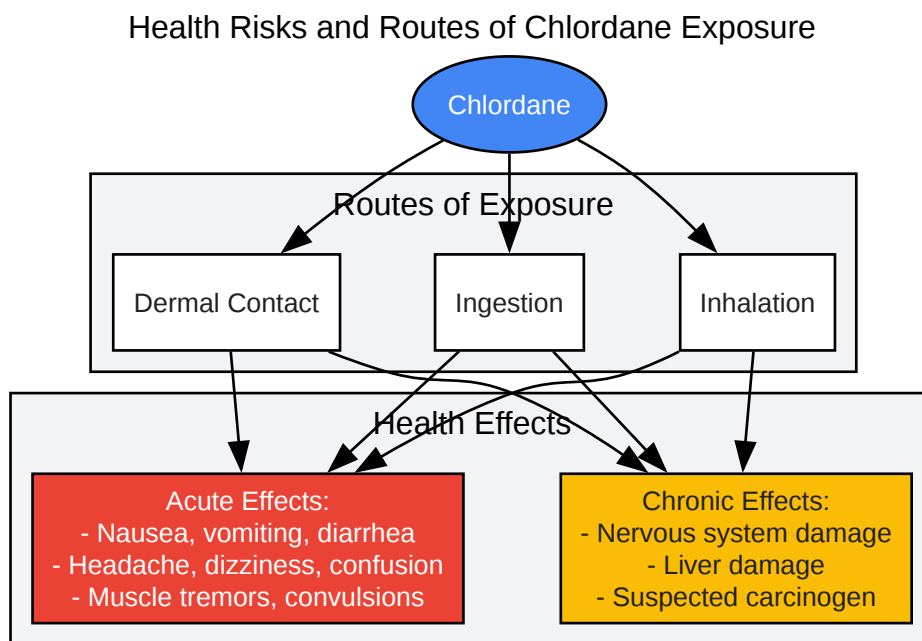 Health Risks and Routes of Chlordane Exposure
Chlordane
Routes of Exposure
Dermal Contact
Ingestion
Inhalation
Health Effects
Acute Effects:
- Nausea, vomiting, diarrhea
- Headache, dizziness, confusion
- Muscle tremors, convulsions
Chronic Effects:
- Nervous system damage
- Liver damage
- Suspected carcinogen